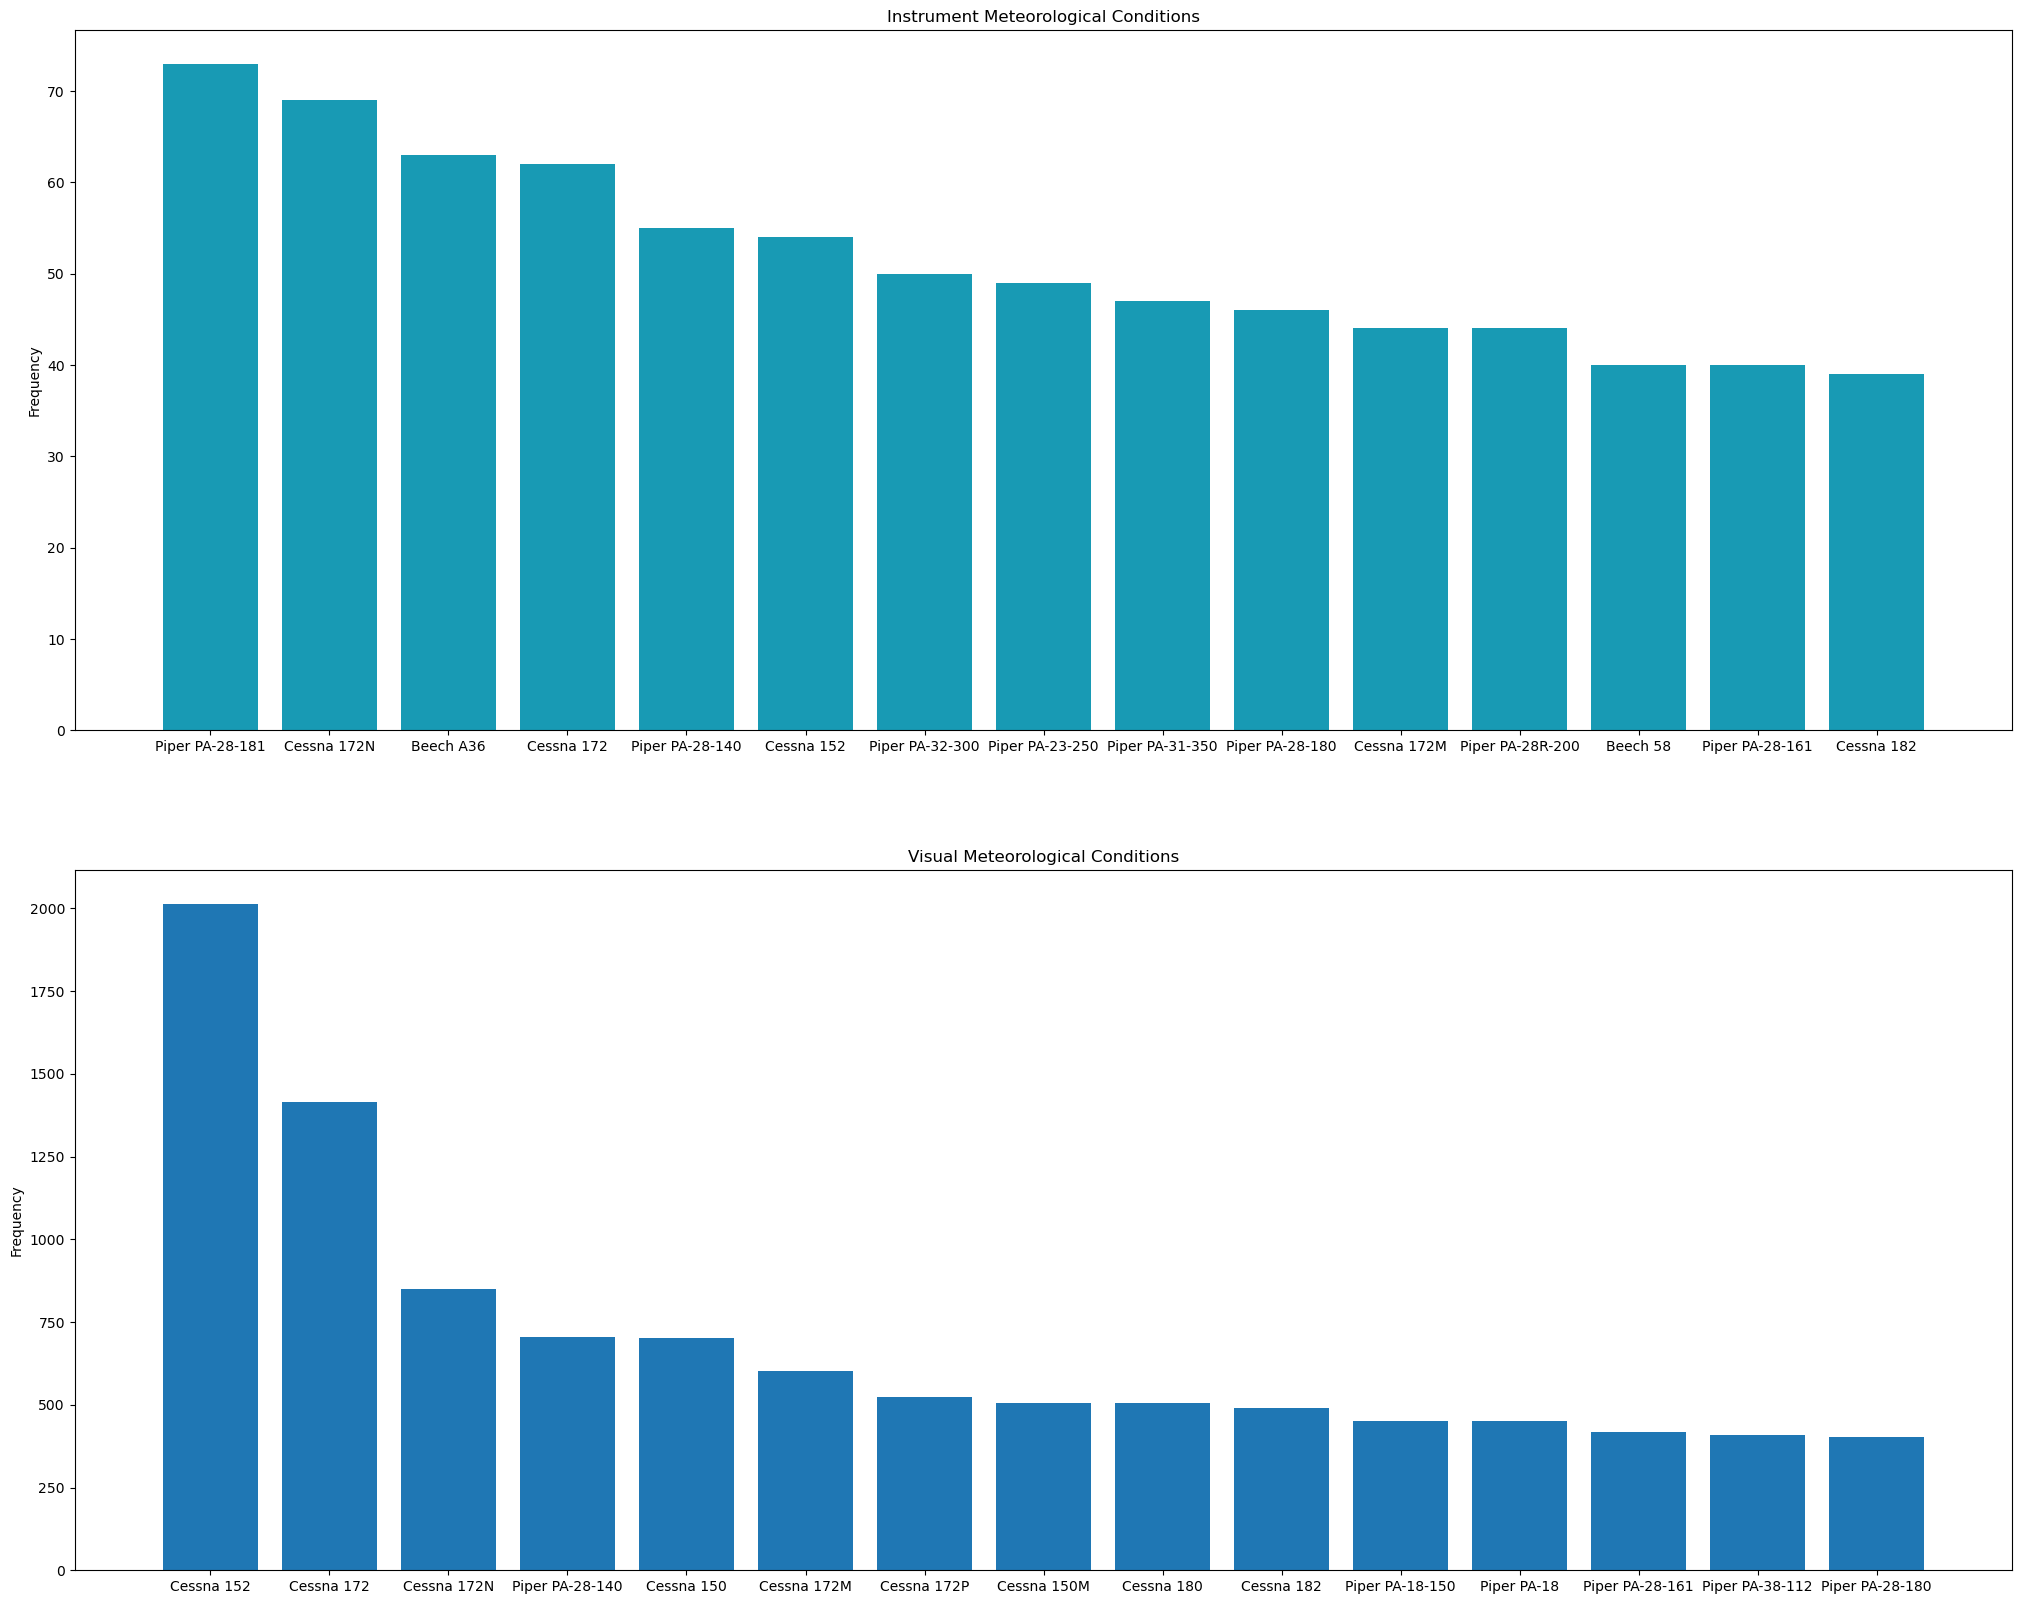 Instrument Meteorological Conditions
Frequency
70
60
50
40
30
20
10
0
Piper PA-28-181 Cessna 172N Beech A36 Cessna 172 Piper PA-28-140 Cessna 152 Piper PA-32-300 Piper PA-23-250 Piper PA-31-350 Piper PA-28-180 Cessna 172M Piper PA-28R-200 Beech 58 Piper PA-28-161 Cessna 182
Visual Meteorological Conditions
Frequency
2000
1750
1500
1250
1000
750
500
250
0
Cessna 152 Cessna 172 Cessna 172N Piper PA-28-140 Cessna 150 Cessna 172M Cessna 172P Cessna 150M Cessna 180 Cessna 182 Piper PA-18-150 Piper PA-18 Piper PA-28-161 Piper PA-38-112 Piper PA-28-180